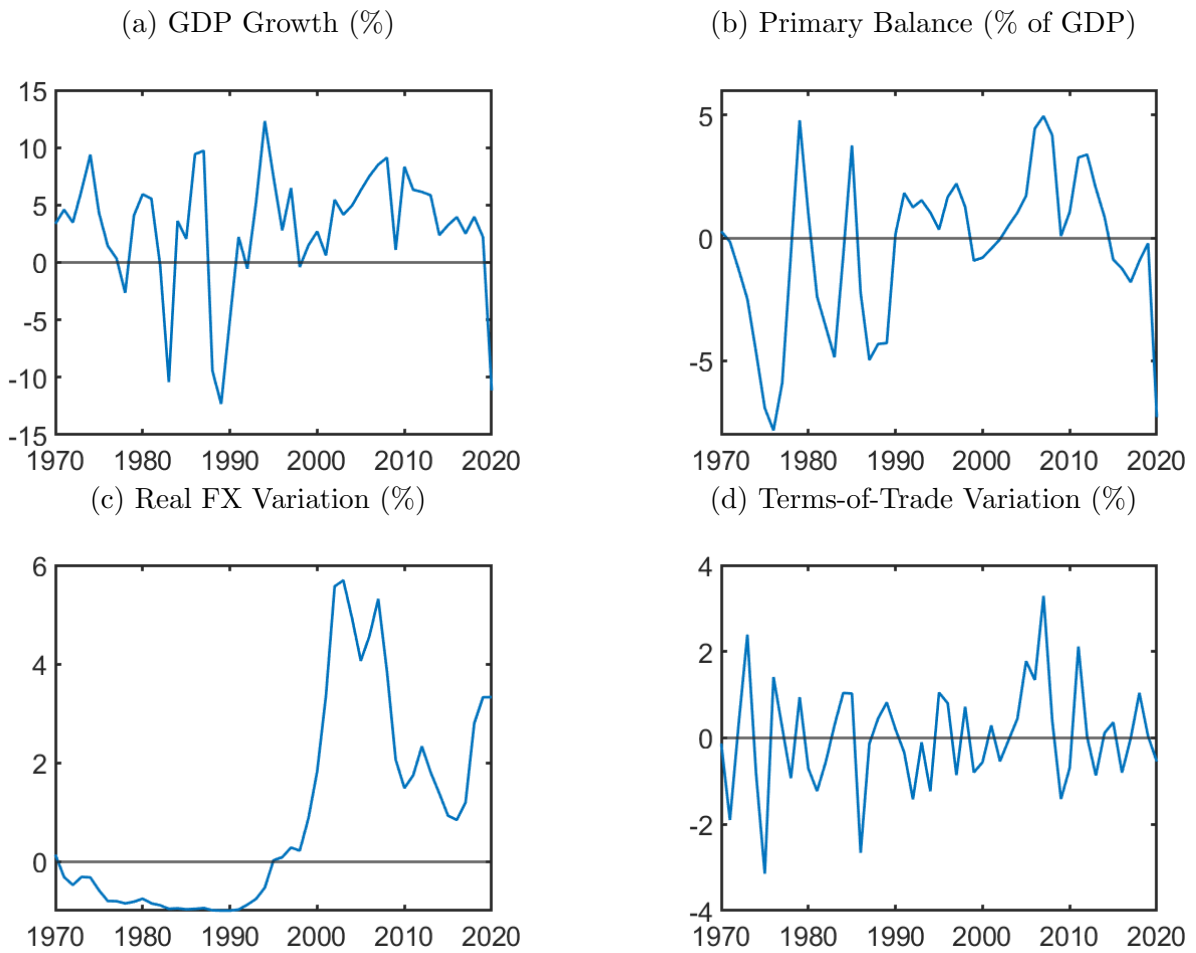 (a) GDP Growth (%)
(b) Primary Balance (% of GDP)
15
10
5
0
-5
-10
-15
1970 1980 1990 2000 2010 2020
5
0
-5
1970 1980 1990 2000 2010 2020
(c) Real FX Variation (%)
(d) Terms-of-Trade Variation (%)
6
4
2
0
1970 1980 1990 2000 2010 2020
4
2
0
-2
-4
1970 1980 1990 2000 2010 2020